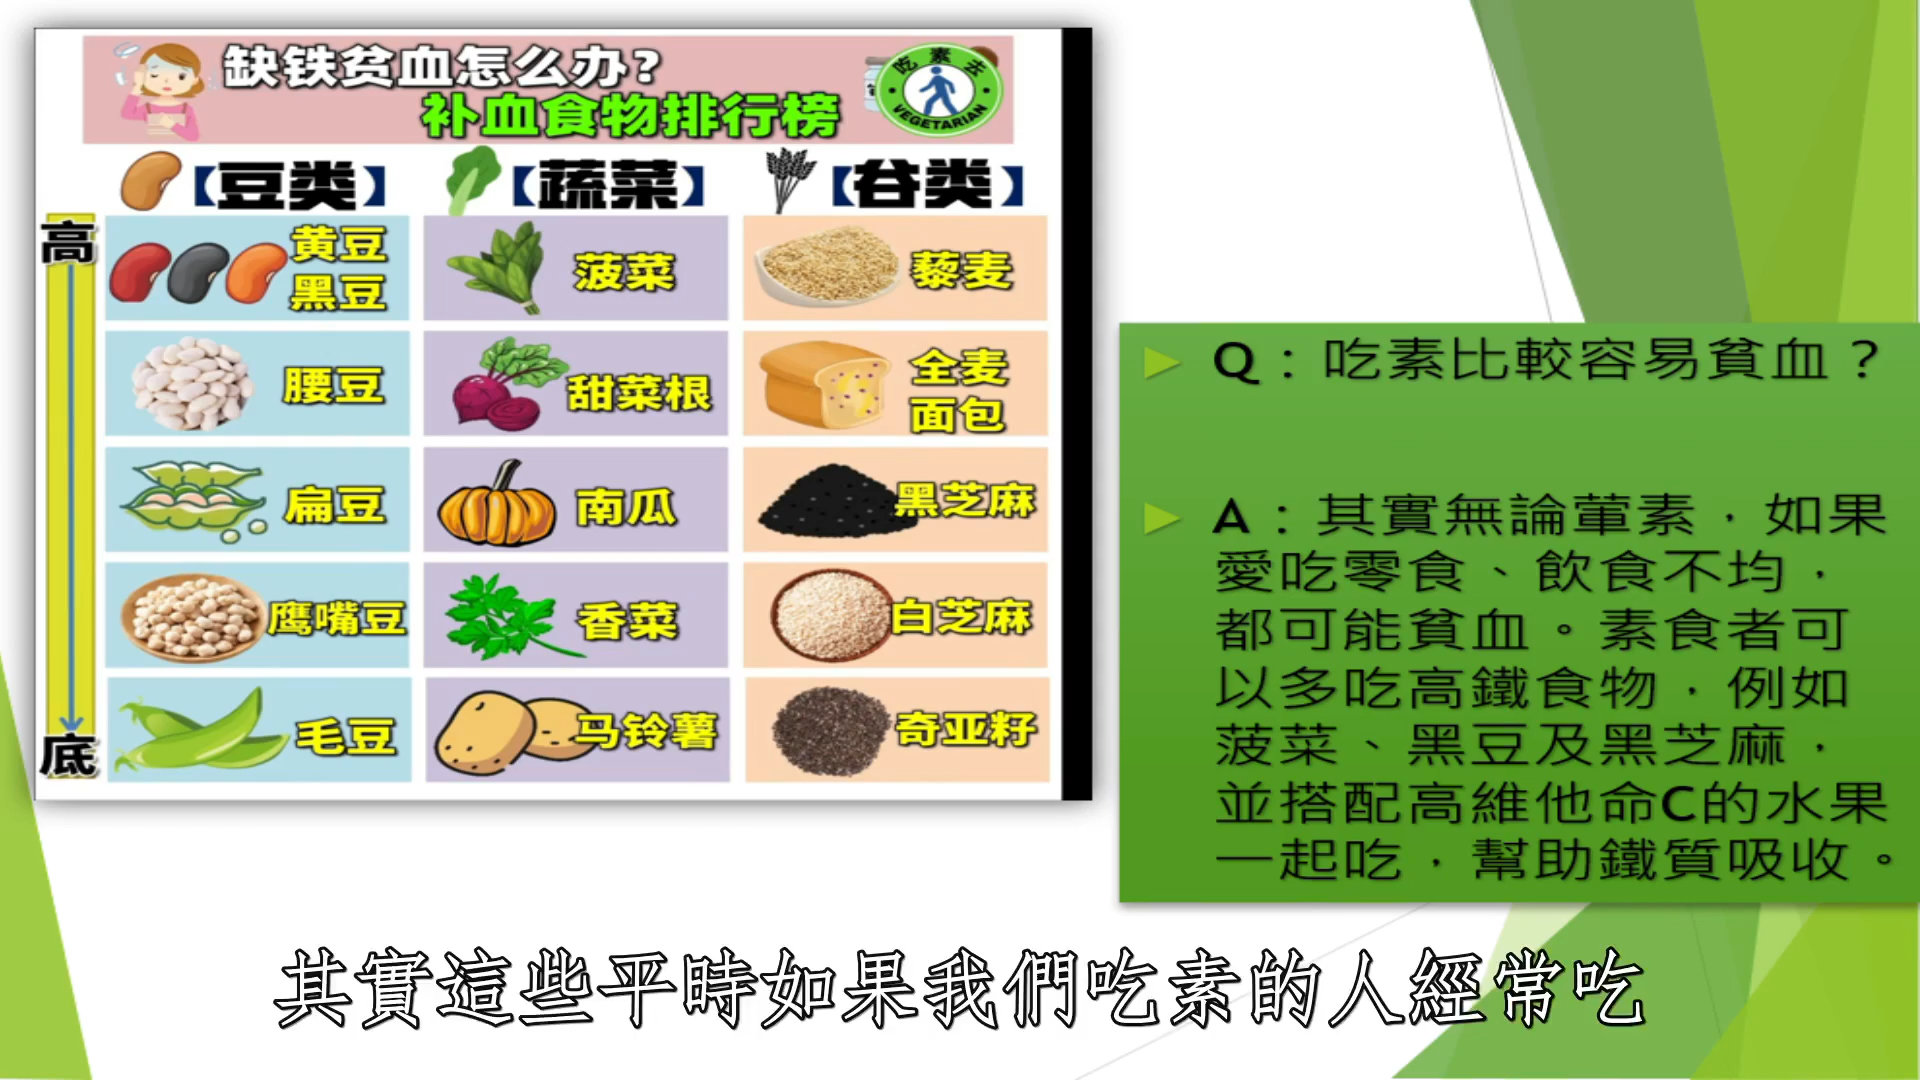 缺铁贫血怎么办?
补血食物排行榜
吃素去
VEGETARIAN
【豆类】
【蔬菜】
【谷类】
高
黄豆
黑豆
菠菜
藜麦
腰豆
甜菜根
全麦
面包
扁豆
南瓜
黑芝麻
鹰嘴豆
香菜
白芝麻
毛豆
马铃薯
奇亚籽
底
Q：吃素比較容易貧血？
A：其實無論葷素，如果
愛吃零食、飲食不均，
都可能貧血。素食者可
以多吃高鐵食物，例如
菠菜、黑豆及黑芝麻，
並搭配高維他命C的水果
一起吃，幫助鐵質吸收。
其實這些平時如果我們吃素的人經常吃